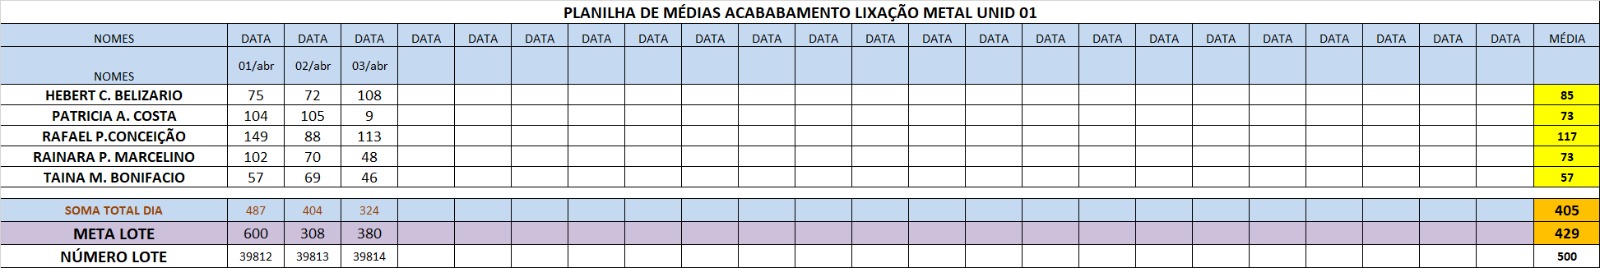 PLANILHA DE MÉDIAS ACABABAMENTO LIXAÇÃO METAL UNID 01
NOMES DATA DATA DATA DATA DATA DATA DATA DATA DATA DATA DATA DATA DATA DATA DATA DATA DATA DATA DATA DATA DATA DATA DATA MÉDIA
NOMES 01/abr 02/abr 03/abr
HEBERT C. BELIZARIO 75 72 108 85
PATRICIA A. COSTA 104 105 9 73
RAFAEL P.CONCEIÇÃO 149 88 113 117
RAINARA P. MARCELINO 102 70 48 73
TAINA M. BONIFACIO 57 69 46 57
SOMA TOTAL DIA 487 404 324 405
META LOTE 600 308 380 429
NÚMERO LOTE 39812 39813 39814 500